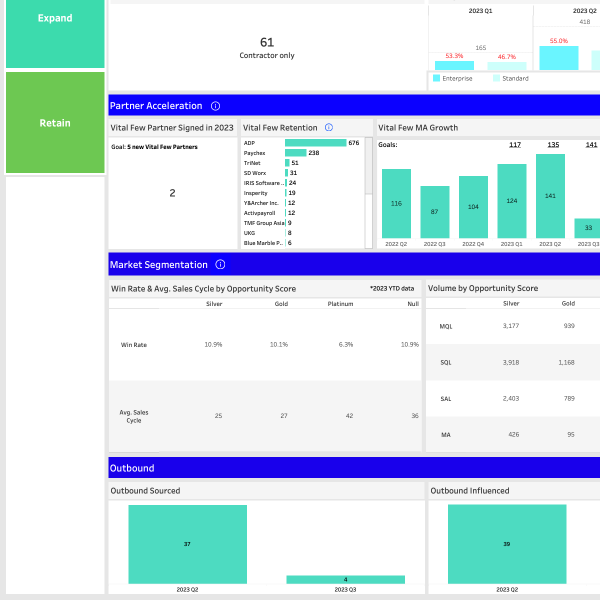 Expand
Retain
61
Contractor only
2023 Q1
2023 Q2
418
165
53.3%
46.7%
55.0%
Enterprise
Standard
Partner Acceleration
Vital Few Partner Signed in 2023
Goal: 5 new Vital Few Partners
2
Vital Few Retention
ADP 676
Paychex 238
TriNet 51
SD Worx 31
IRIS Software .. 24
Insperity 19
Y&Archer Inc. 12
Activpayroll 12
TMF Group Asia 9
UKG 8
Blue Marble P.. 6
Vital Few MA Growth
Goals: 117 135 141
116 87 104 124 141 33
2022 Q2 2022 Q3 2022 Q4 2023 Q1 2023 Q2 2023 Q3
Market Segmentation
Win Rate & Avg. Sales Cycle by Opportunity Score *2023 YTD data
Silver Gold Platinum Null
Win Rate 10.9% 10.1% 6.3% 10.9%
Avg. Sales
Cycle 25 27 42 36
Volume by Opportunity Score
Silver Gold
MQL 3,177 939
SQL 3,918 1,168
SAL 2,403 789
MA 426 95
Outbound
Outbound Sourced
37 4
2023 Q2 2023 Q3
Outbound Influenced
39
2023 Q2